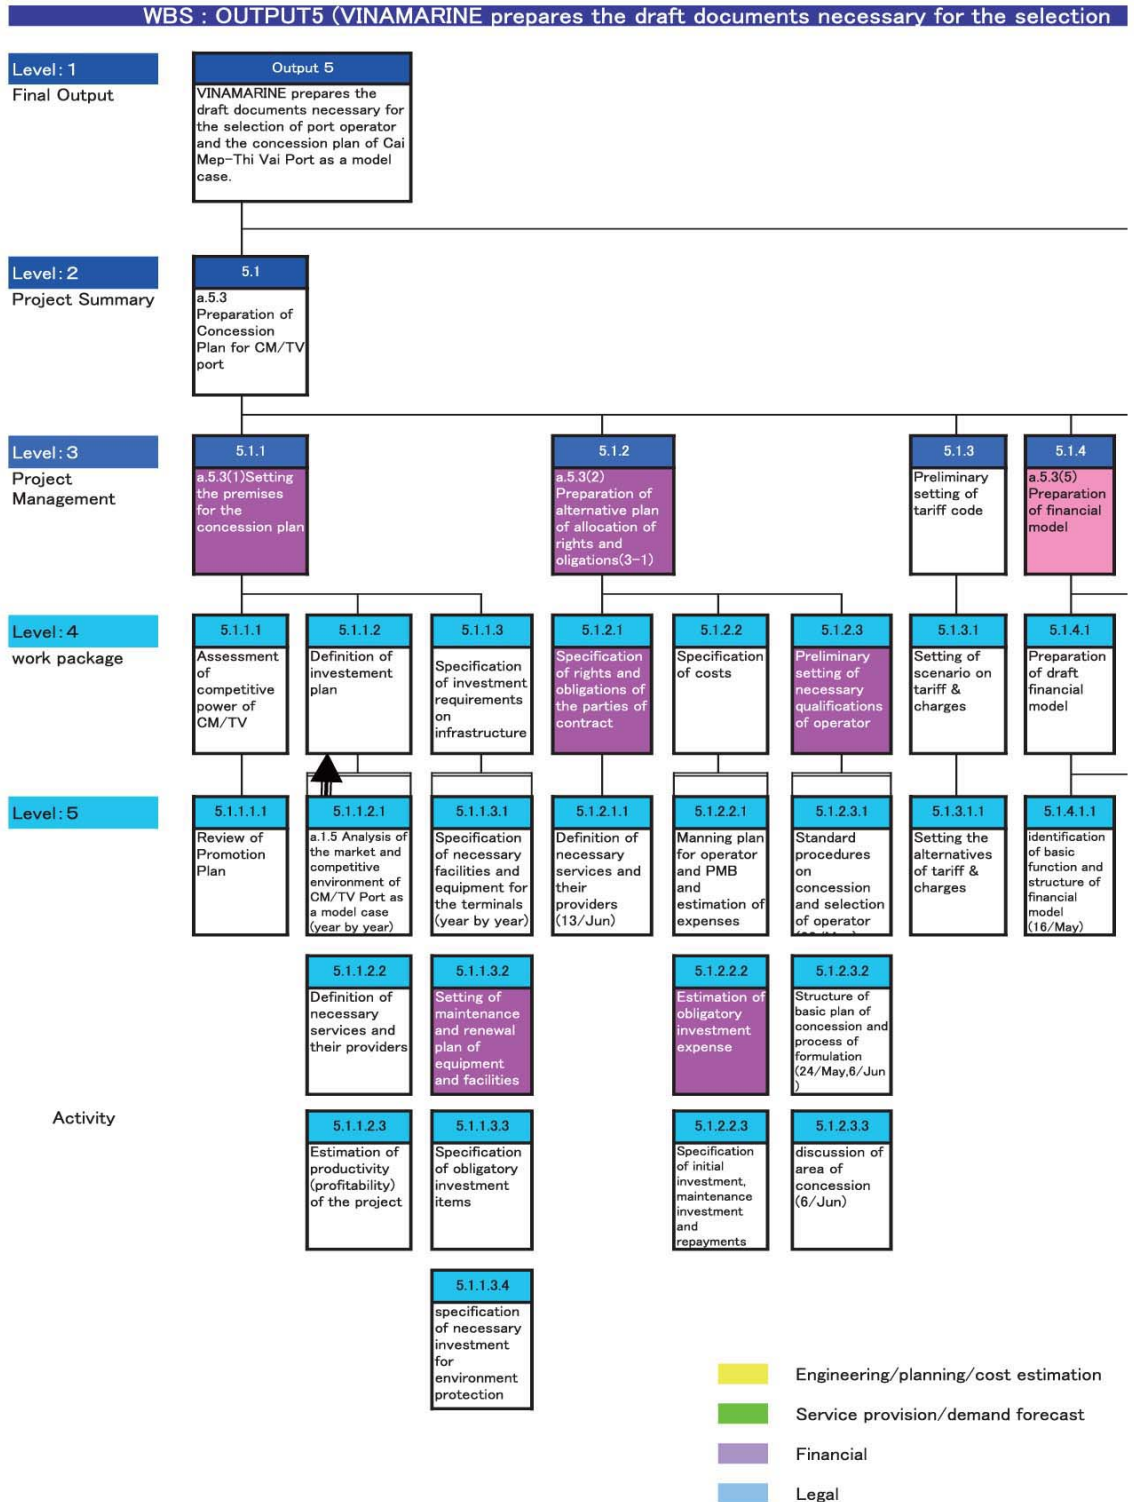 WBS : OUTPUT5 (VINAMARINE prepares the draft documents necessary for the selection
Level: 1
Final Output
Output 5
VINAMARINE prepares the
draft documents necessary for
the selection of port operator
and the concession plan of Cai
Mep-Thi Vai Port as a model
case.
Level: 2
Project Summary
5.1
a.5.3
Preparation of
Concession
Plan for CM/TV
port
Level: 3
Project
Management
5.1.1
a.5.3(1)Setting
the premises
for the
concession plan
5.1.2
a.5.3(2)
Preparation of
alternative plan
of allocation of
rights and
oligations(3-1)
5.1.3
Preliminary
setting of
tariff code
5.1.4
a.5.3(5)
Preparation
of financial
model
Level: 4
work package
5.1.1.1
Assessment
of
competitive
power of
CM/TV
5.1.1.2
Definition of
investement
plan
5.1.1.3
Specification
of investment
requirements
on
infrastructure
5.1.2.1
Specification
of rights and
obligations of
the parties of
contract
5.1.2.2
Specification
of costs
5.1.2.3
Preliminary
setting of
necessary
qualifications
of operator
5.1.3.1
Setting of
scenario on
tariff &
charges
5.1.4.1
Preparation
of draft
financial
model
Level: 5
5.1.1.1.1
Review of
Promotion
Plan
5.1.1.2.1
a.1.5 Analysis of
the market and
competitive
environment of
CM/TV Port as
a model case
(year by year)
5.1.1.3.1
Specification
of necessary
facilities and
equipment for
the terminals
(year by year)
5.1.2.1.1
Definition of
necessary
services and
their
providers
(13/Jun)
5.1.2.2.1
Manning plan
for operator
and PMB
and
estimation of
expenses
5.1.2.3.1
Standard
procedures
on
concession
and selection
of operator
5.1.3.1.1
Setting the
alternatives
of tariff &
charges
5.1.4.1.1
identification
of basic
function and
structure of
financial
model
(16/May)
5.1.1.2.2
Definition of
necessary
services and
their providers
5.1.1.3.2
Setting of
maintenance
and renewal
plan of
equipment
and facilities
5.1.2.2.2
Estimation of
obligatory
investment
expense
5.1.2.3.2
Structure of
basic plan of
concession and
process of
formulation
(24/May,6/Jun
)
Activity
5.1.1.2.3
Estimation of
productivity
(profitability)
of the project
5.1.1.3.3
Specification
of obligatory
investment
items
5.1.2.2.3
Specification
of initial
investment,
maintenance
investment
and
repayments
5.1.2.3.3
discussion of
area of
concession
(6/Jun)
5.1.1.3.4
specification
of necessary
investment
for
environment
protection
Engineering/planning/cost estimation
Service provision/demand forecast
Financial
Legal